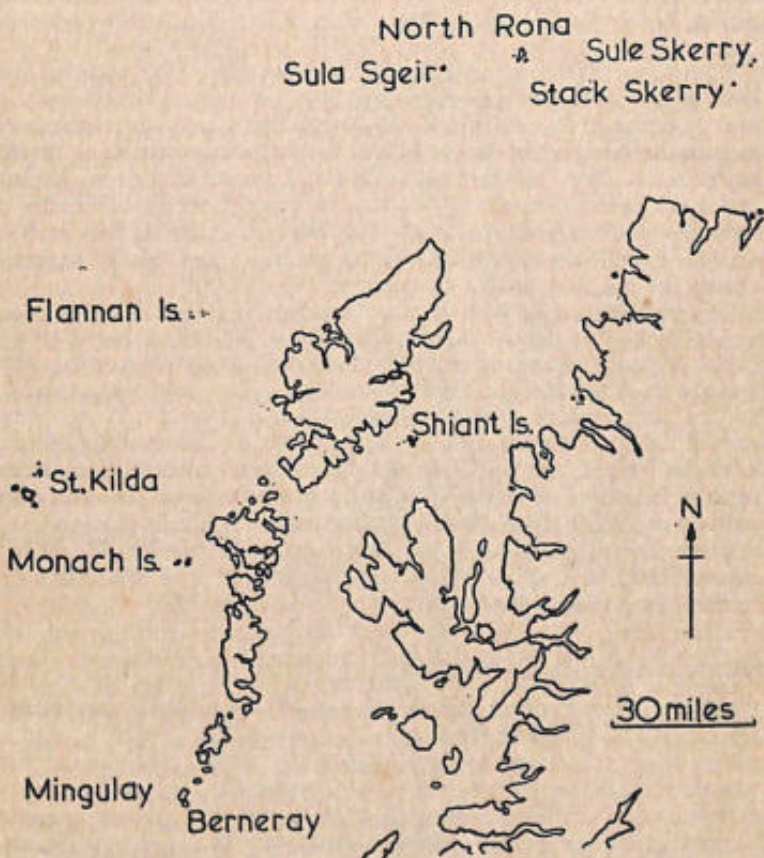 North Rona
Sule Skerry
Sula Sgeir
Stack Skerry
Flannan Is.
Shiant Is.
St. Kilda
N
Monach Is.
30 miles
Mingulay
Berneray